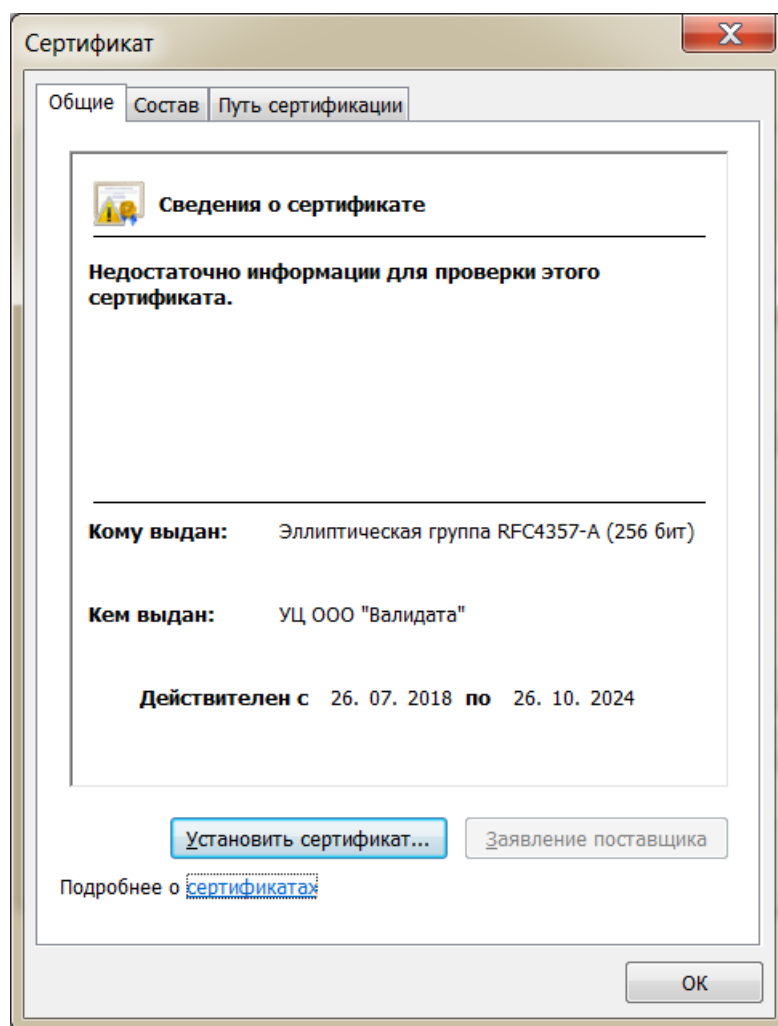 Сертификат
Общие Состав Путь сертификации
Сведения о сертификате
Недостаточно информации для проверки этого
сертификата.
Кому выдан: Эллиптическая группа RFC4357-A (256 бит)
Кем выдан: УЦ ООО "Валидата"
Действителен с 26. 07. 2018 по 26. 10. 2024
Установить сертификат... Заявление поставщика
Подробнее о сертификатах
ОК